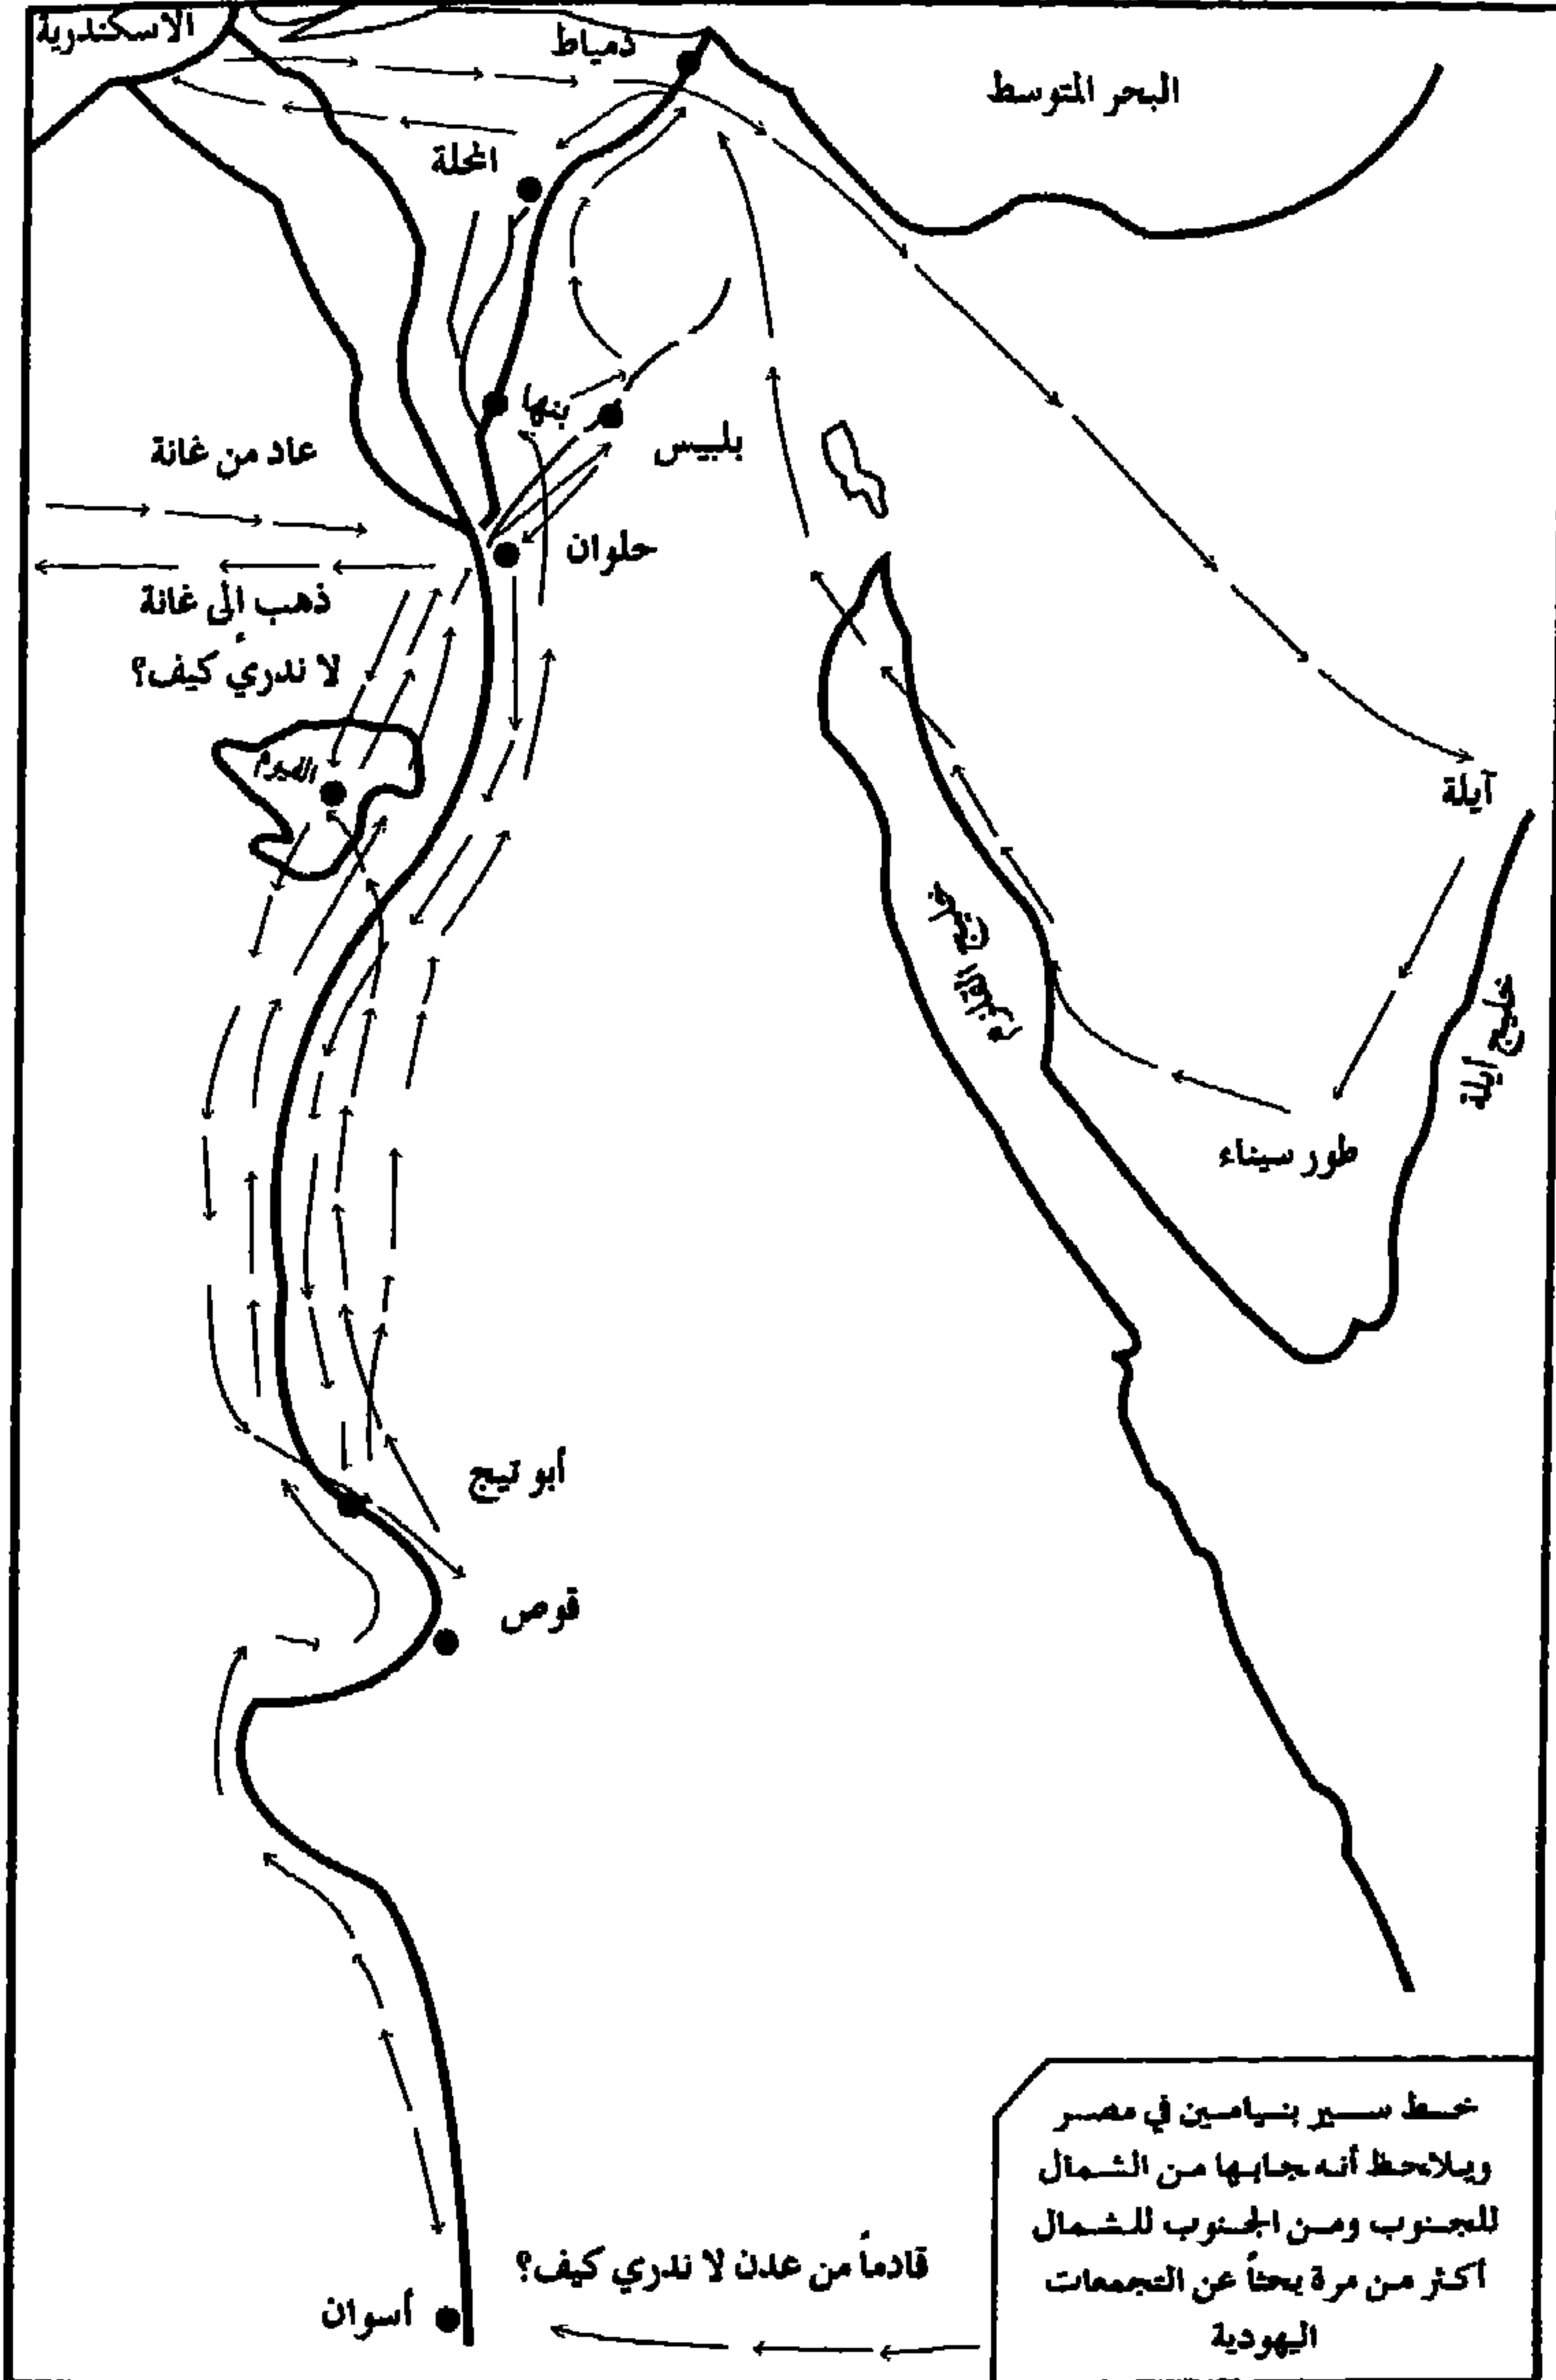 الاسكندرية
دمياط
البحر المتوسط
المحلة
بنها
بلبيس
عاد من غانة
حلوان
ذهب الى غانة
لا ندري كيف؟
الفيوم
آيلة
خليج آيلة
طور سيناء
أبو تيج
قوص
خط سير بنيامين في مصر
ويلاحظ أنه جابها من الشمال
للجنوب ومن الجنوب للشمال
أكثر من مرة بحثاً عن التجمعات
اليهودية
قادماً من عدن لا ندري كيف؟
أسوان